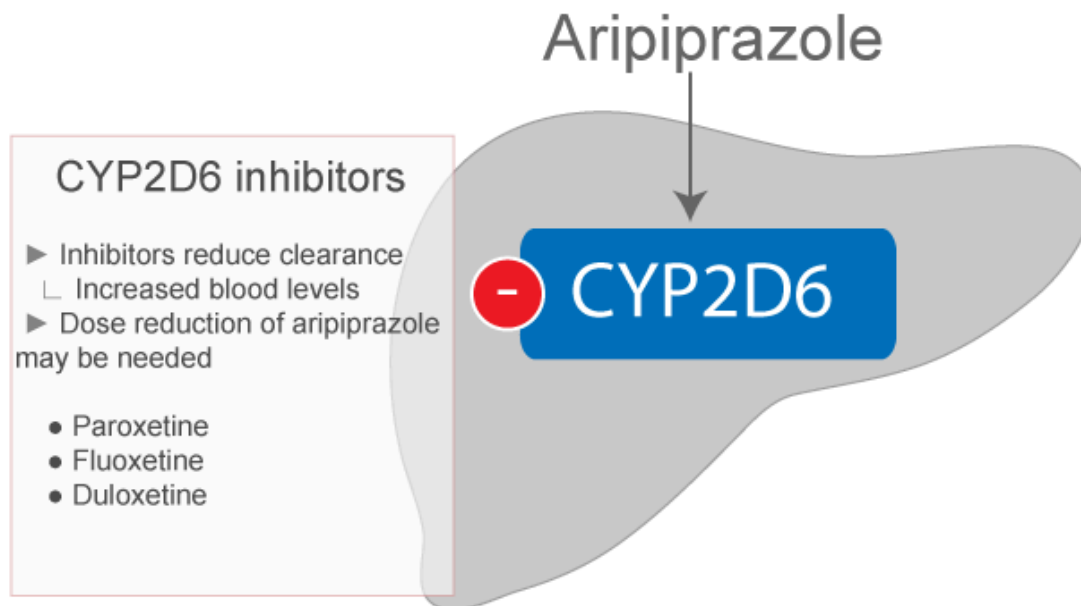 Aripiprazole
CYP2D6 inhibitors
► Inhibitors reduce clearance
∟ Increased blood levels
► Dose reduction of aripiprazole
may be needed
● Paroxetine
● Fluoxetine
● Duloxetine
- CYP2D6